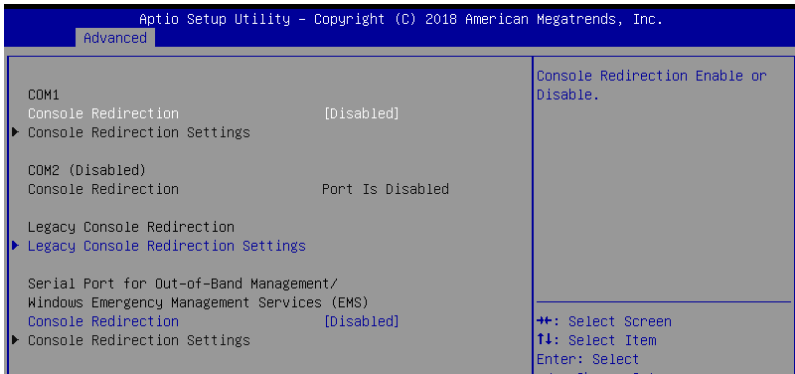 Aptio Setup Utility – Copyright (C) 2018 American Megatrends, Inc.
Advanced
COM1
Console Redirection [Disabled]
Console Redirection Settings
COM2 (Disabled)
Console Redirection Port Is Disabled
Legacy Console Redirection
Legacy Console Redirection Settings
Serial Port for Out-of-Band Management/
Windows Emergency Management Services (EMS)
Console Redirection [Disabled]
Console Redirection Settings
Console Redirection Enable or
Disable.
: Select Screen
↑↓: Select Item
Enter: Select